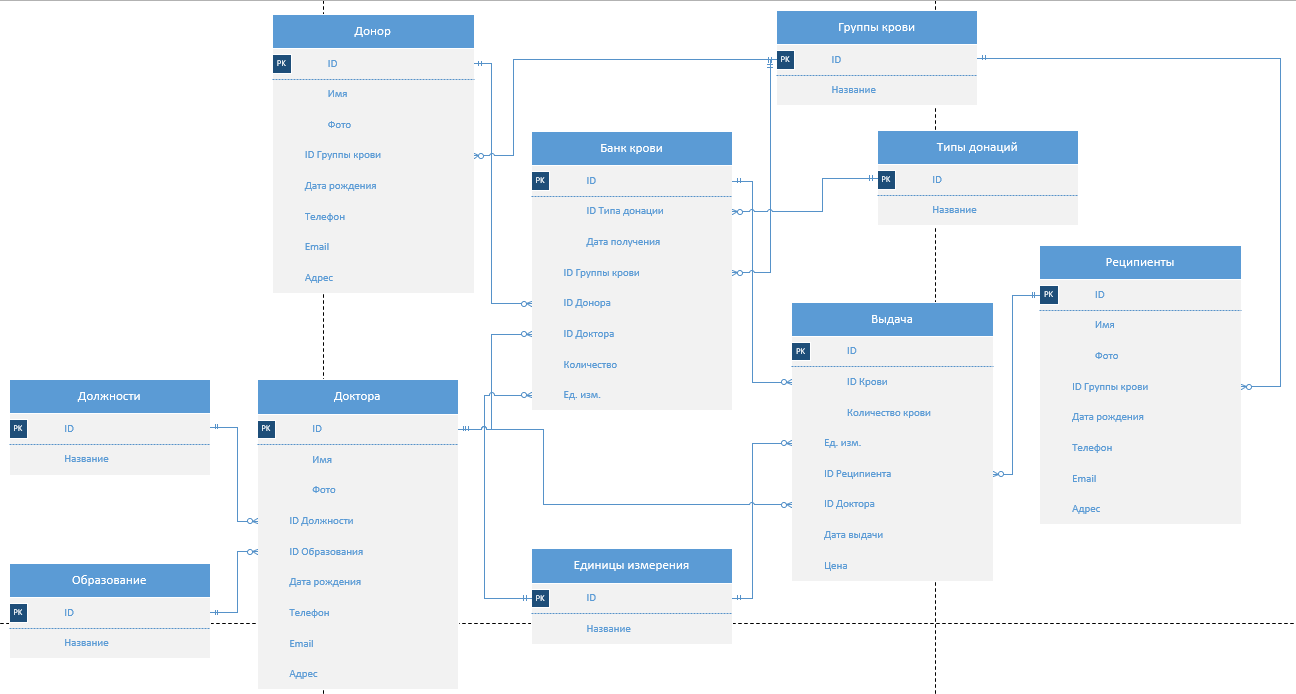 Донор
PK ID
Имя
Фото
ID Группы крови
Дата рождения
Телефон
Email
Адрес
Группы крови
PK ID
Название
Банк крови
PK ID
ID Типа донации
Дата получения
ID Группы крови
ID Донора
ID Доктора
Количество
Ед. изм.
Типы донаций
PK ID
Название
Реципиенты
PK ID
Имя
Фото
ID Группы крови
Дата рождения
Телефон
Email
Адрес
Выдача
PK ID
ID Крови
Количество крови
Ед. изм.
ID Реципиента
ID Доктора
Дата выдачи
Цена
Должности
PK ID
Название
Доктора
PK ID
Имя
Фото
ID Должности
ID Образования
Дата рождения
Телефон
Email
Адрес
Образование
PK ID
Название
Единицы измерения
PK ID
Название